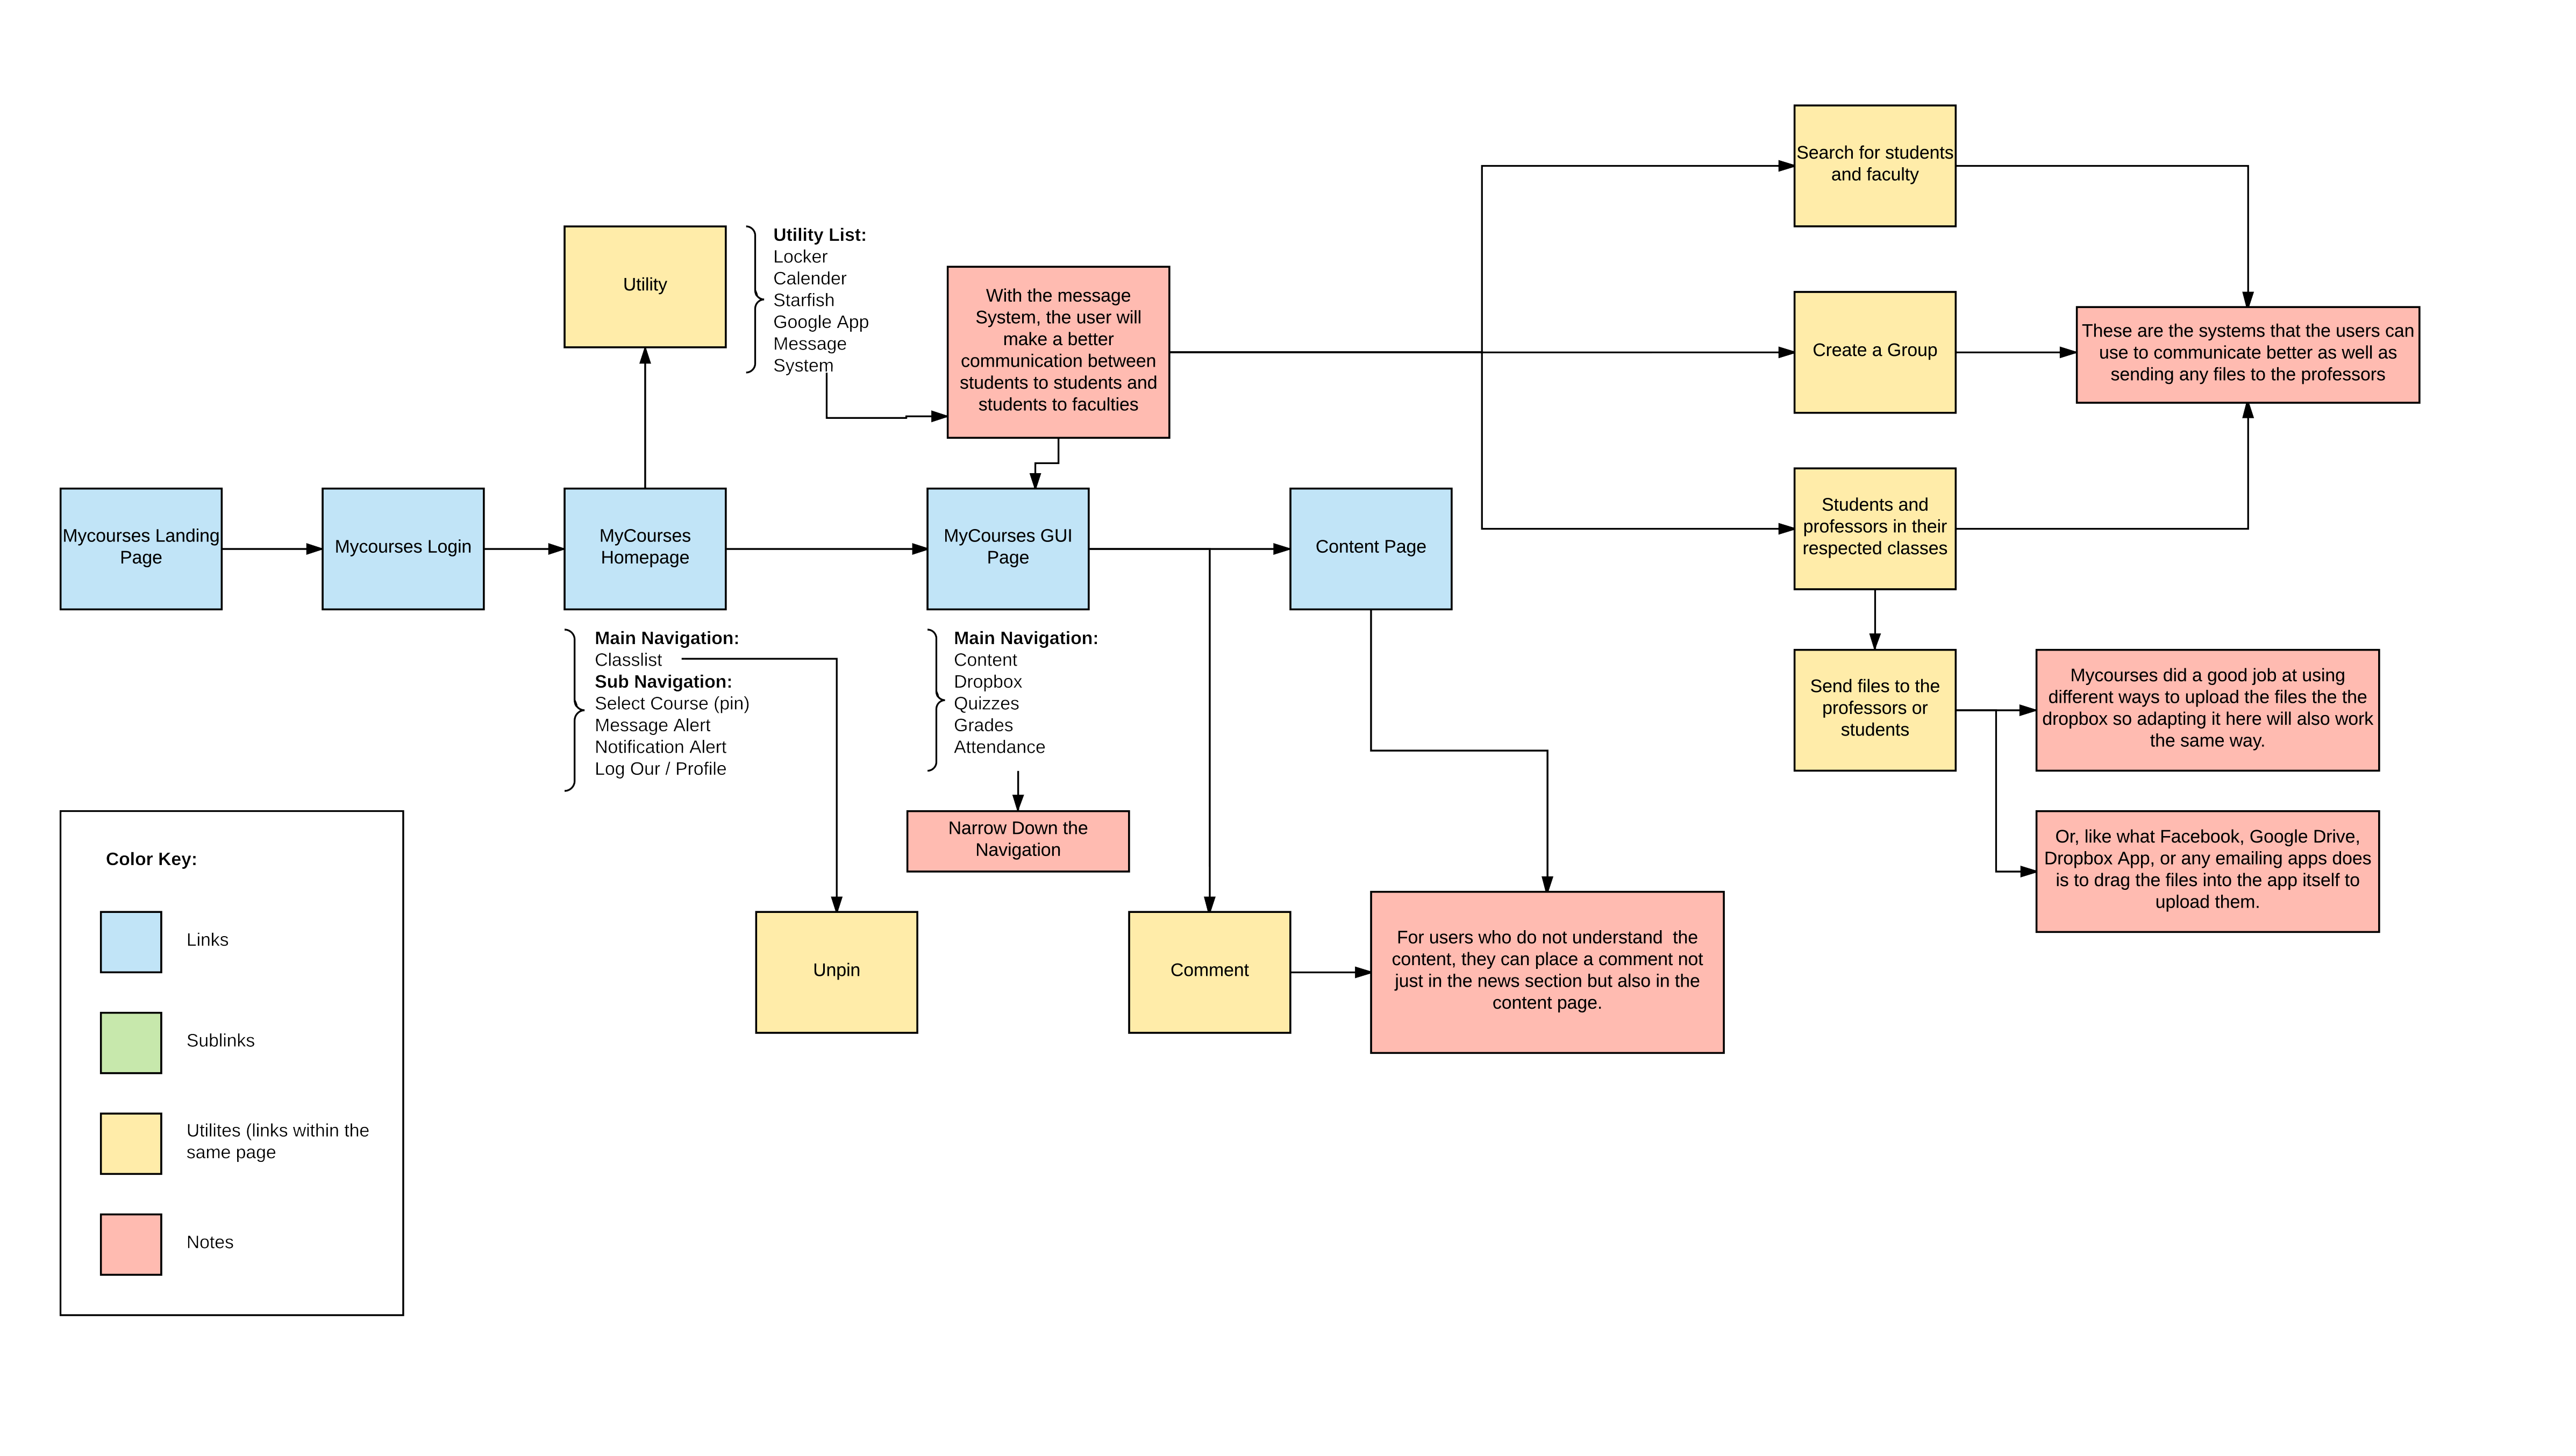 Search for students
and faculty
Utility
Utility List:
Locker
Calender
Starfish
Google App
Message
System
With the message
System, the user will
make a better
communication between
students to students and
students to faculties
Create a Group
These are the systems that the users can
use to communicate better as well as
sending any files to the professors
Mycourses Landing
Page
Mycourses Login
MyCourses
Homepage
MyCourses GUI
Page
Content Page
Students and
professors in their
respected classes
Main Navigation:
Classlist
Sub Navigation:
Select Course (pin)
Message Alert
Notification Alert
Log Our / Profile
Main Navigation:
Content
Dropbox
Quizzes
Grades
Attendance
Send files to the
professors or
students
Mycourses did a good job at using
different ways to upload the files the the
dropbox so adapting it here will also work
the same way.
Narrow Down the
Navigation
Or, like what Facebook, Google Drive,
Dropbox App, or any emailing apps does
is to drag the files into the app itself to
upload them.
Unpin
Comment
For users who do not understand  the
content, they can place a comment not
just in the news section but also in the
content page.
Color Key:
Links
Sublinks
Utilites (links within the
same page
Notes